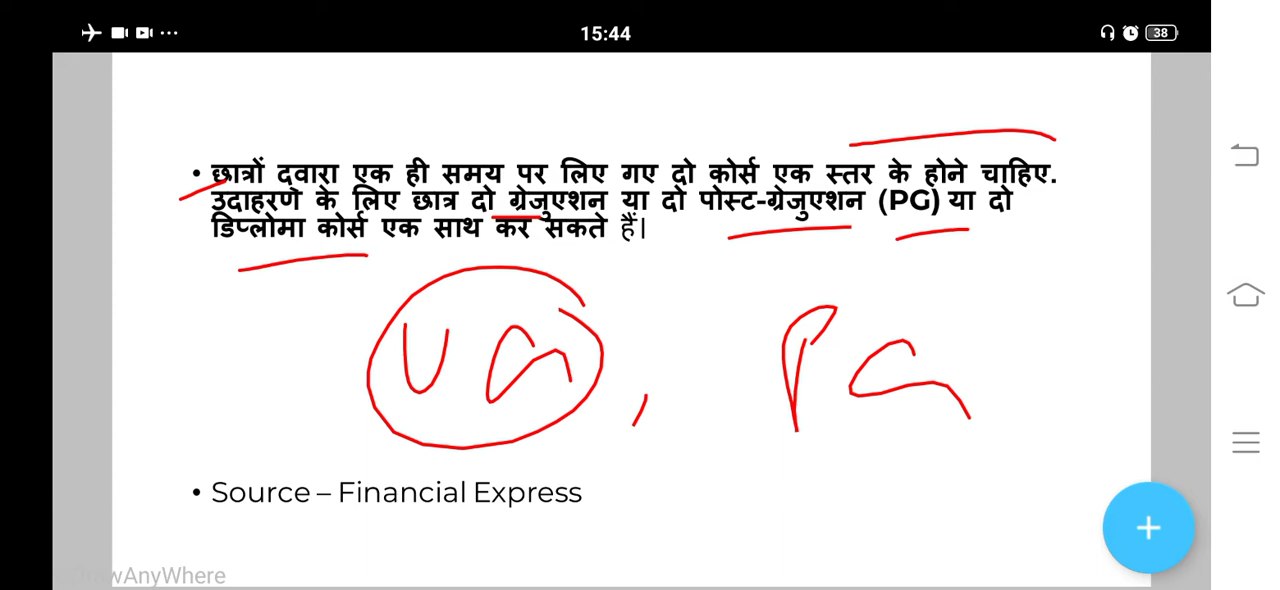 15:44
38
• छात्रों दवारा एक ही समय पर लिए गए दो कोर्स एक स्तर के होने चाहिए.
उदाहरण के लिए छात्र दो ग्रेजुएशन या दो पोस्ट-ग्रेजुएशन (PG) या दो
डिप्लोमा कोर्स एक साथ कर सकते हैं।
UG, PG
• Source – Financial Express
AnyWhere